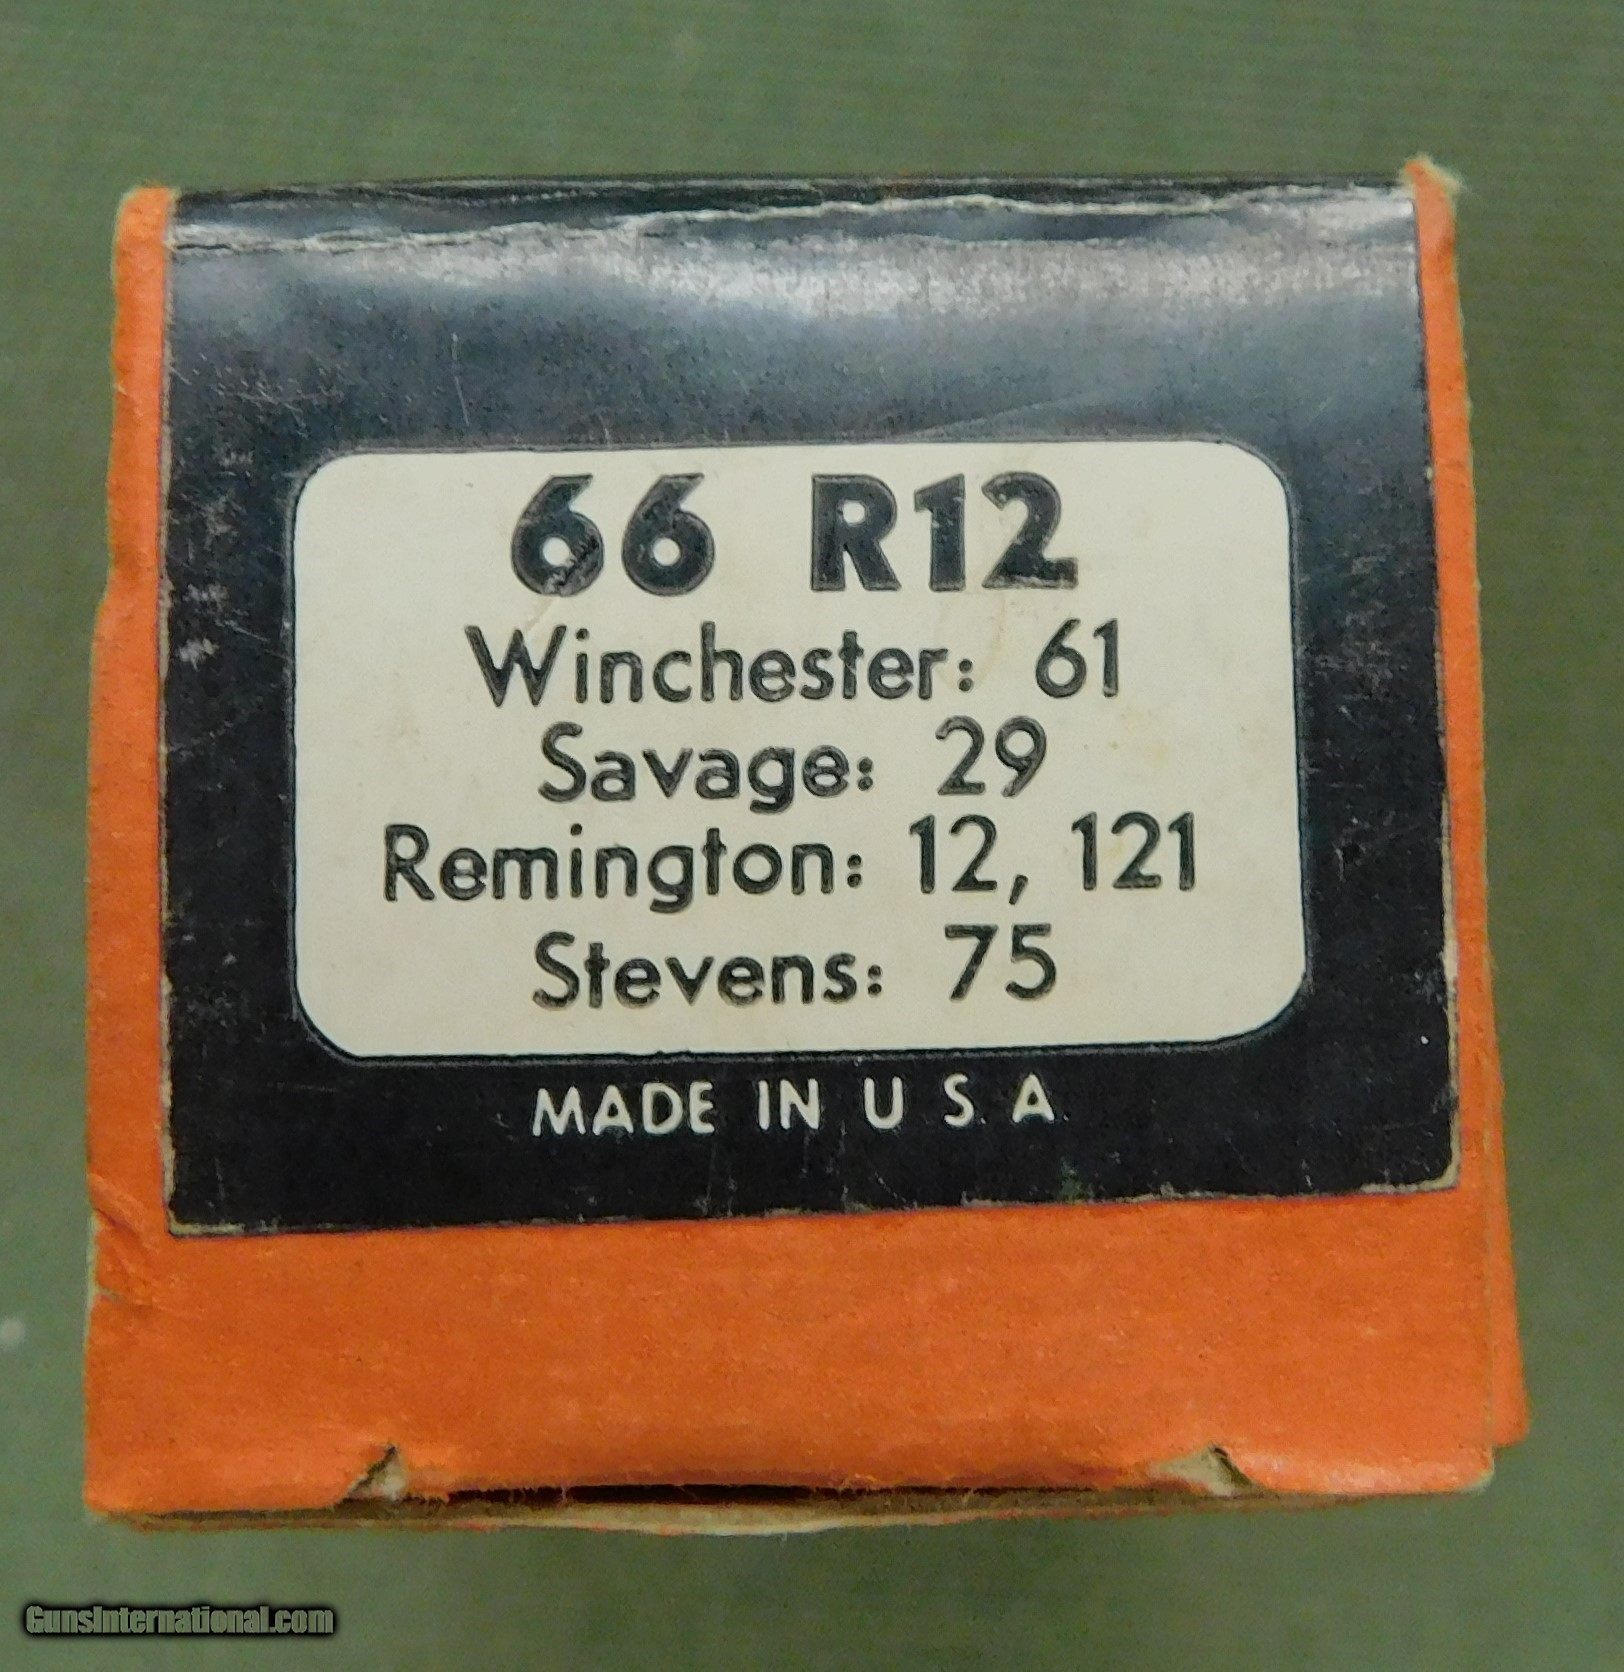 66 R12
Winchester: 61
Savage: 29
Remington: 12, 121
Stevens: 75
MADE IN U. S. A.
GunsInternational.com